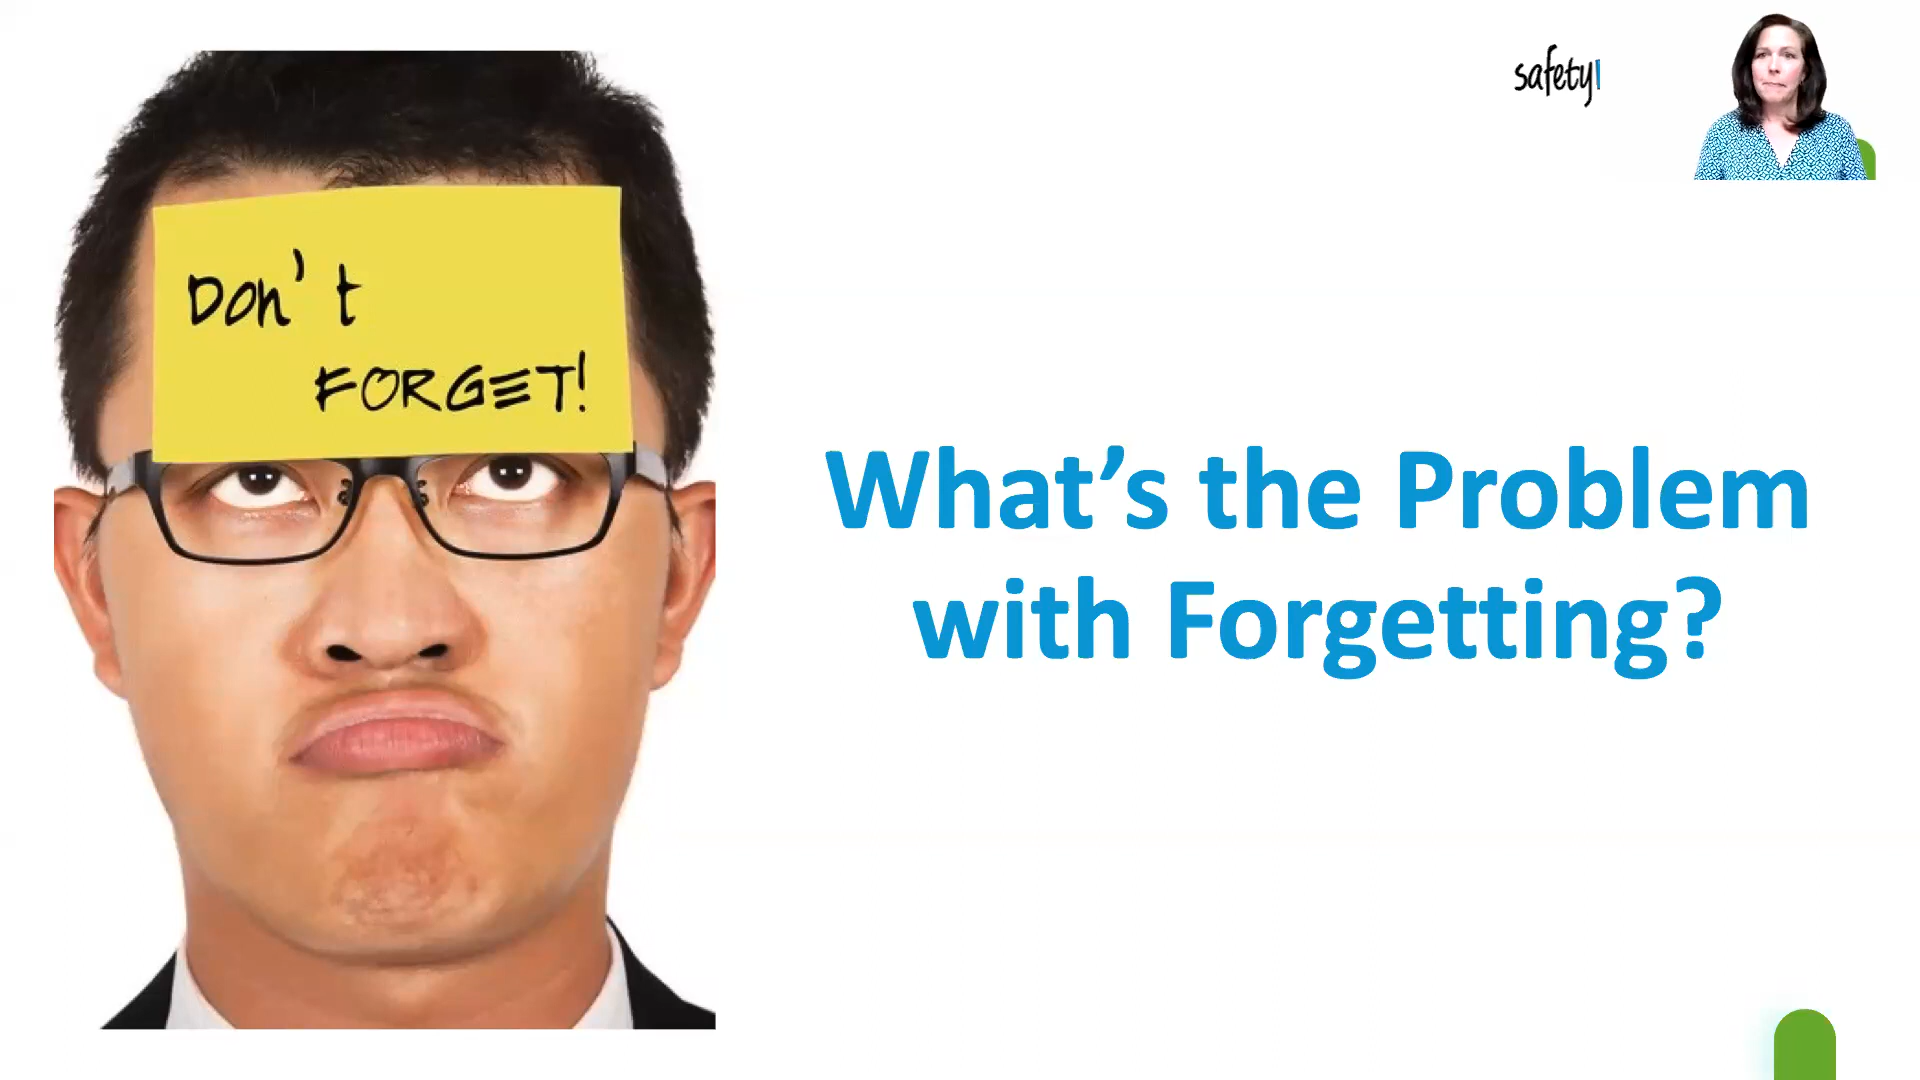 safety!
Don't
FORGET!
What's the Problem
with Forgetting?